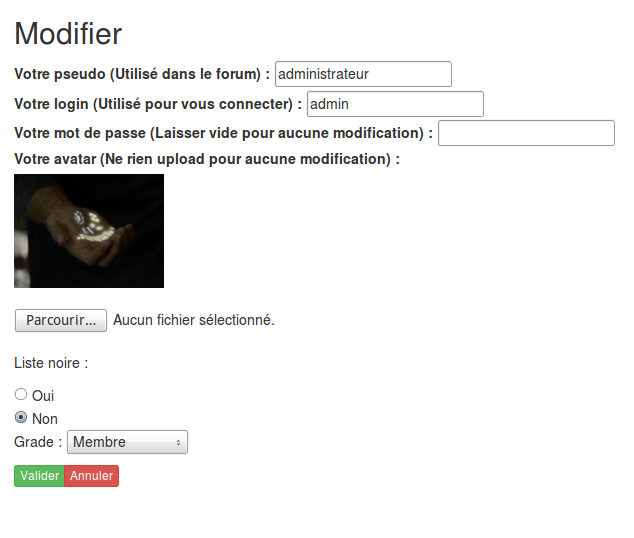 Modifier
Votre pseudo (Utilisé dans le forum) : administrateur
Votre login (Utilisé pour vous connecter) : admin
Votre mot de passe (Laisser vide pour aucune modification) :
Votre avatar (Ne rien upload pour aucune modification) :
Parcourir... Aucun fichier sélectionné.
Liste noire :
Oui
Non
Grade : Membre
Valider Annuler